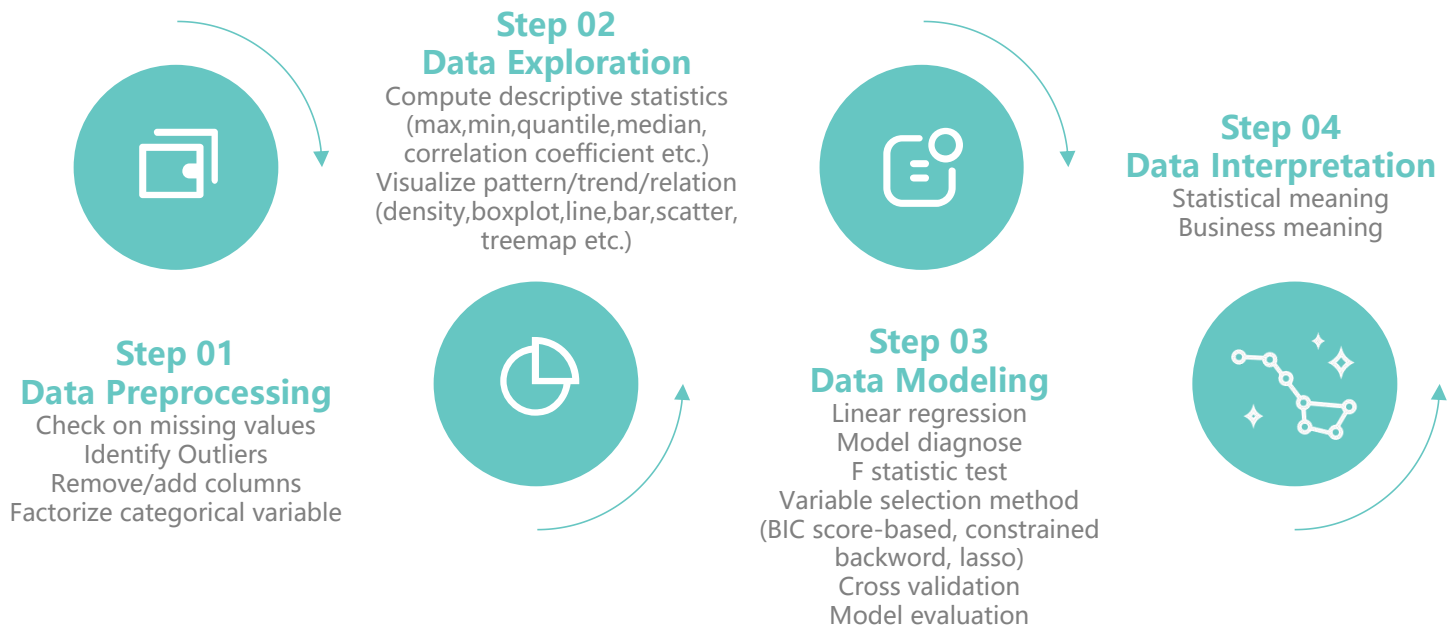 Step 01
Data Preprocessing
Check on missing values
Identify Outliers
Remove/add columns
Factorize categorical variable
Step 02
Data Exploration
Compute descriptive statistics
(max,min,quantile,median,
correlation coefficient etc.)
Visualize pattern/trend/relation
(density,boxplot,line,bar,scatter,
treemap etc.)
Step 03
Data Modeling
Linear regression
Model diagnose
F statistic test
Variable selection method
(BIC score-based, constrained
backword, lasso)
Cross validation
Model evaluation
Step 04
Data Interpretation
Statistical meaning
Business meaning